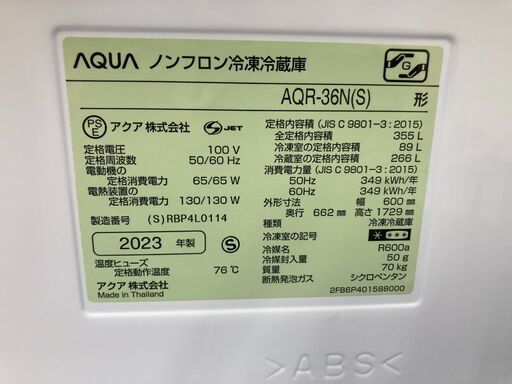 AQUA ノンフロン冷凍冷蔵庫
AQR-36N(S) 形
PS E アクア 株式会社 S JET
定格電圧 100 V
定格周波数 50/60 Hz
電動機の
定格消費電力 65/65 W
電熱装置の
定格消費電力 130/130 W
製造番号 (S)RBP4L0114
2023 年製 S
温度ヒューズ
定格動作温度 76℃
アクア 株式会社
Made in Thailand
G
定格内容積 (JIS C 9801-3 : 2015)
全定格内容積 355 L
冷凍室の定格内容積 89 L
冷蔵室の定格内容積 266 L
消費電力量 (JIS C 9801-3 : 2015)
50Hz 349 kWh/年
60Hz 349 kWh/年
外形寸法 幅 600 mm
奥行 662 mm 高さ 1729 mm
種類 冷凍冷蔵庫
冷凍室の記号 * ***
冷媒名 R600a
冷媒封入量 50 g
質量 70 kg
断熱発泡ガス シクロペンタン
2FB6P401588000
>ABS<